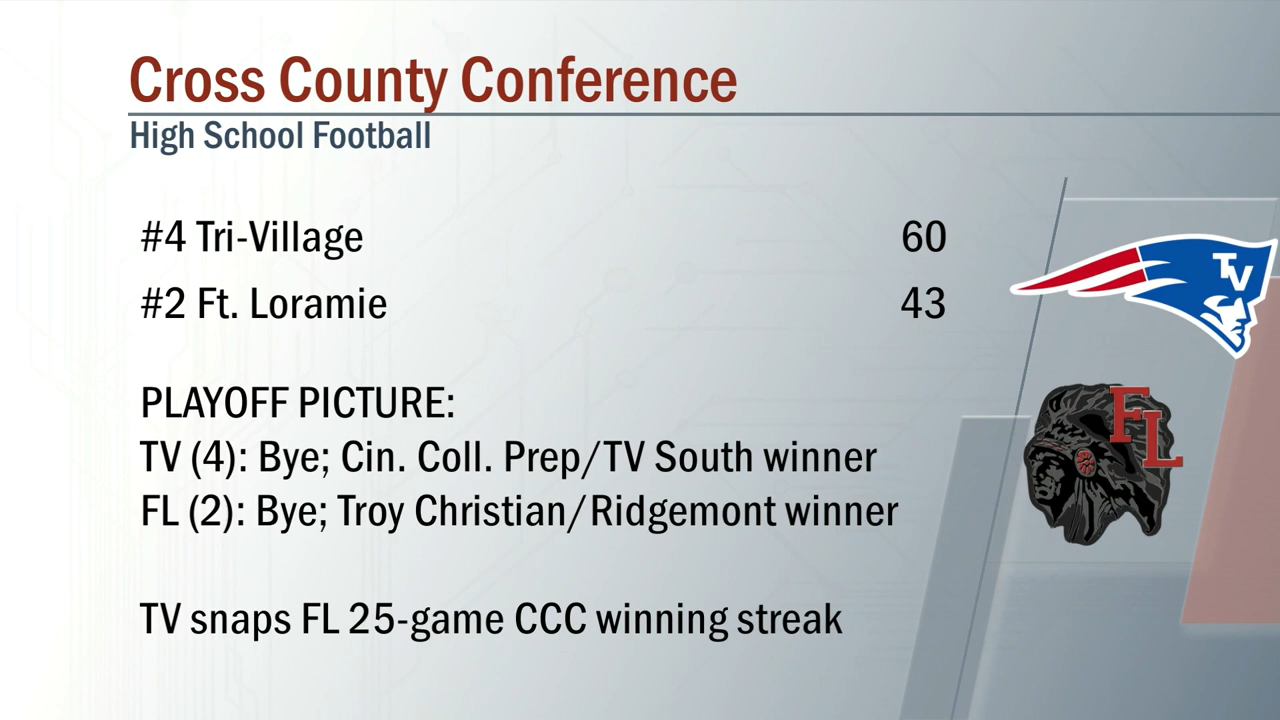 Cross County Conference
High School Football
#4 Tri-Village 60
#2 Ft. Loramie 43
TV
FL
PLAYOFF PICTURE:
TV (4): Bye; Cin. Coll. Prep/TV South winner
FL (2): Bye; Troy Christian/Ridgemont winner
TV snaps FL 25-game CCC winning streak